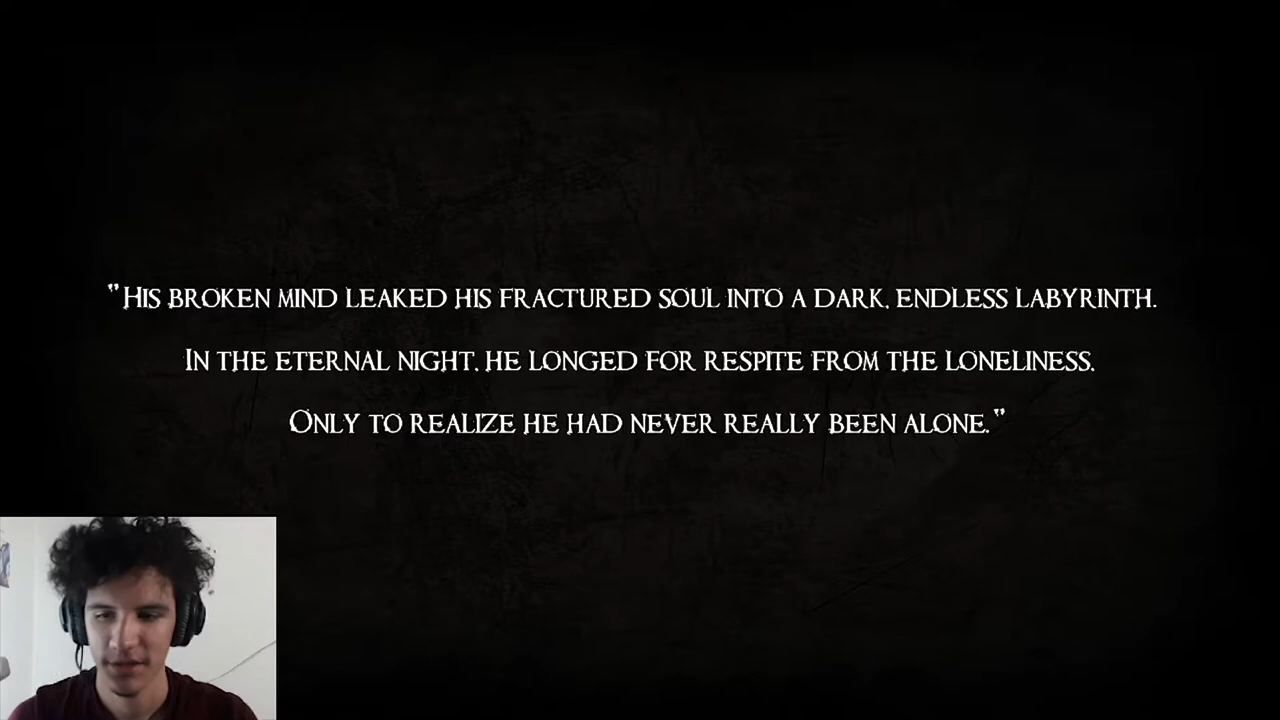 "His broken mind leaked his fractured soul into a dark, endless labyrinth.
In the eternal night, he longed for respite from the loneliness,
Only to realize he had never really been alone."